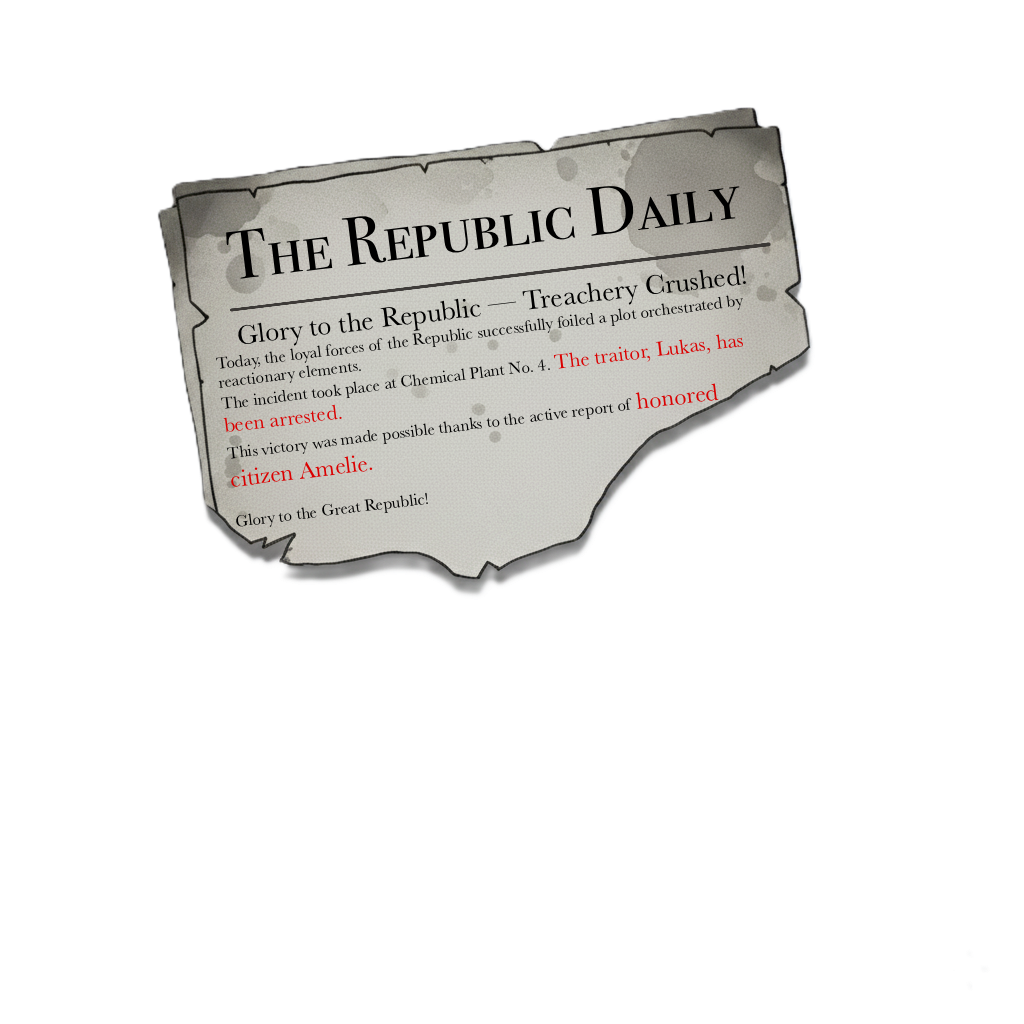 The Republic Daily
Glory to the Republic — Treachery Crushed!
Today, the loyal forces of the Republic successfully foiled a plot orchestrated by
reactionary elements.
The incident took place at Chemical Plant No. 4. The traitor, Lukas, has
been arrested.
This victory was made possible thanks to the active report of honored
citizen Amelie.
Glory to the Great Republic!